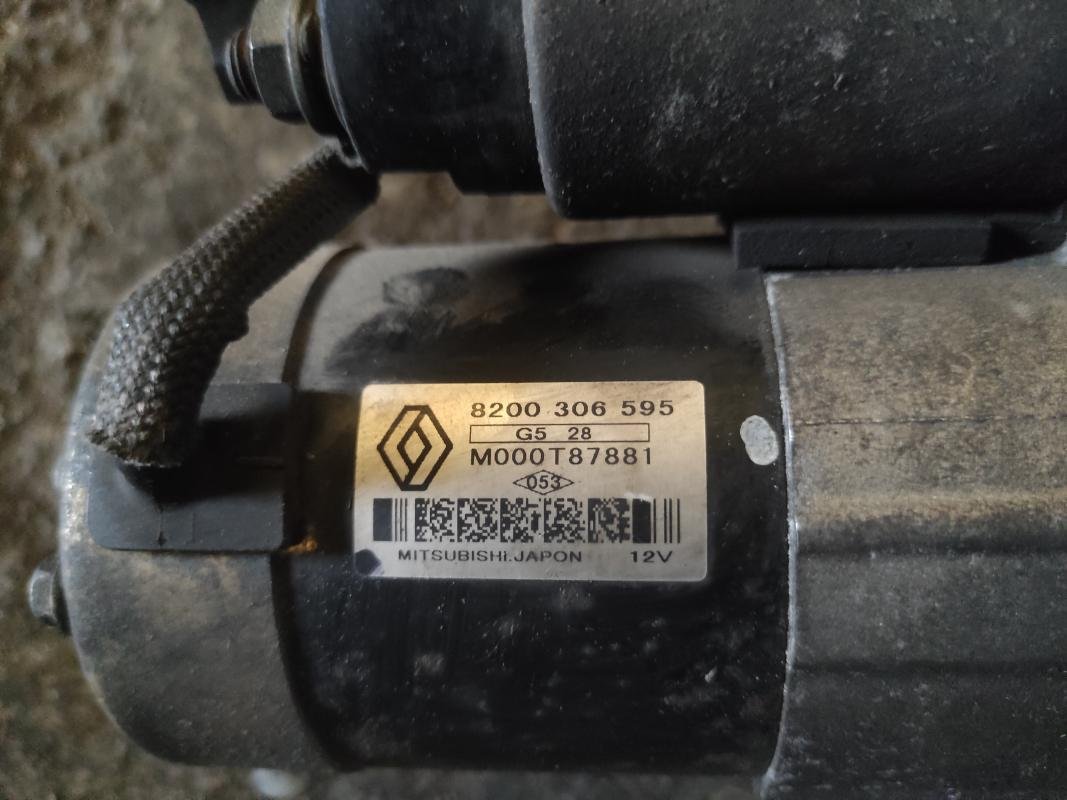 8200 306 595
G5 28
M000T87881
053
MITSUBISHI.JAPON 12V